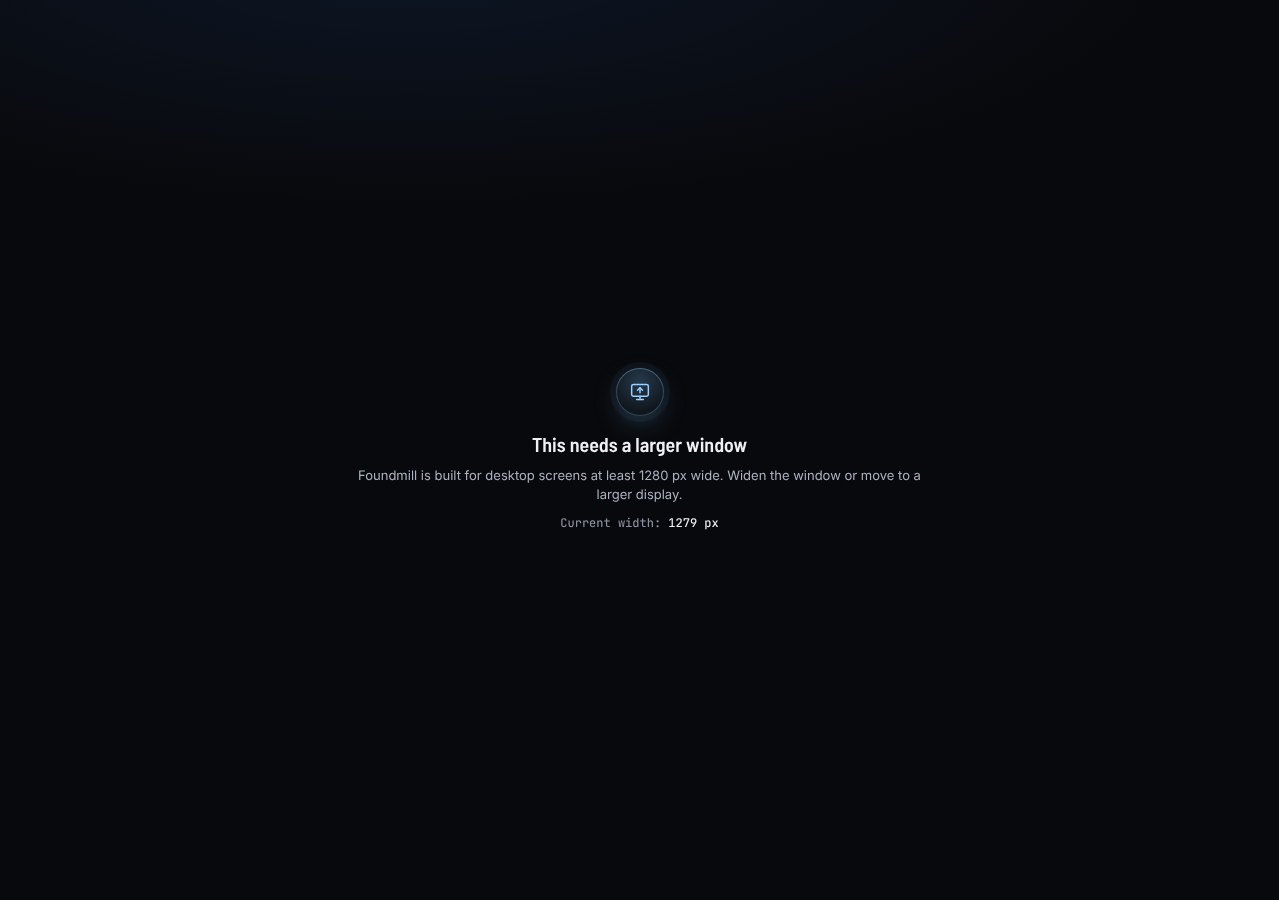 This needs a larger window
Foundmill is built for desktop screens at least 1280 px wide. Widen the window or move to a
larger display.
Current width: 1279 px